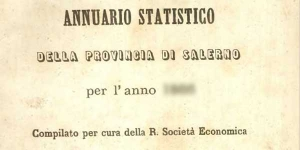 ANNUARIO STATISTICO
DELLA PROVINCIA DI SALERNO
per l'anno
Compilato per cura della R. Società Economica